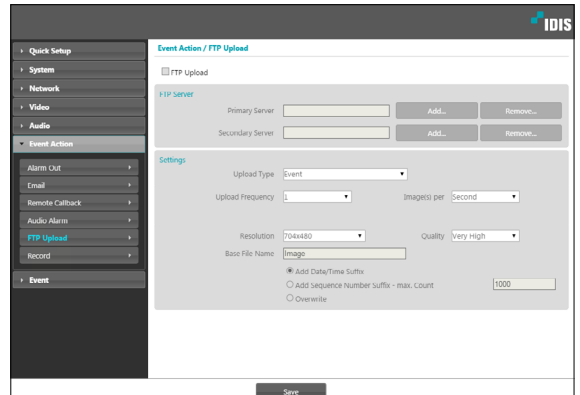 IDIS
Quick Setup
System
Network
Video
Audio
Event Action
Alarm Out
Email
Remote Callback
Audio Alarm
FTP Upload
Record
Event
Event Action / FTP Upload
FTP Upload
FTP Server
Primary Server Add... Remove...
Secondary Server Add... Remove...
Settings
Upload Type Event
Upload Frequency 1 Image(s) per Second
Resolution 704x480 Quality Very High
Base File Name Image
Add Date/Time Suffix
Add Sequence Number Suffix - max. Count 1000
Overwrite
Save